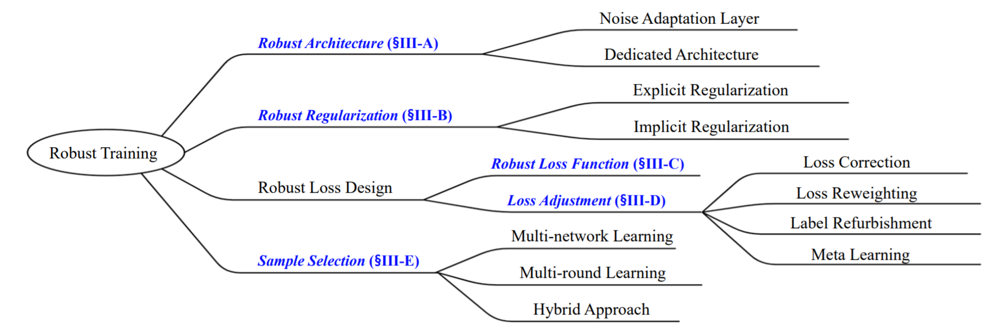 Robust Training
Robust Architecture (§III-A)
Noise Adaptation Layer
Dedicated Architecture
Robust Regularization (§III-B)
Explicit Regularization
Implicit Regularization
Robust Loss Design
Robust Loss Function (§III-C)
Loss Adjustment (§III-D)
Loss Correction
Loss Reweighting
Label Refurbishment
Meta Learning
Sample Selection (§III-E)
Multi-network Learning
Multi-round Learning
Hybrid Approach